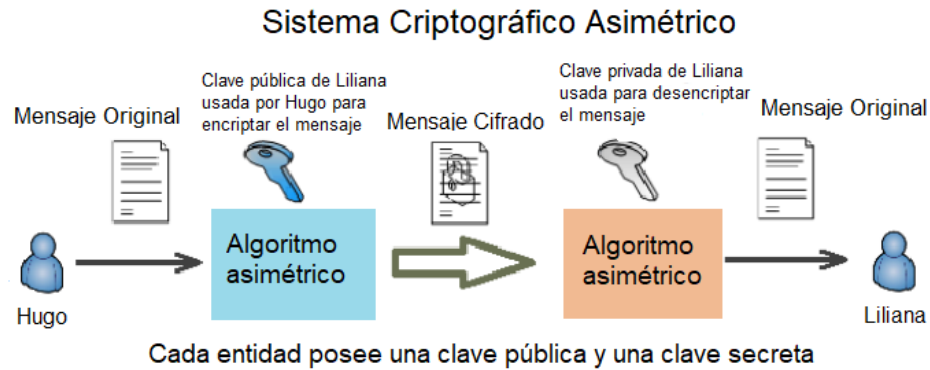 Sistema Criptográfico Asimétrico
Mensaje Original
Clave pública de Liliana
usada por Hugo para
encriptar el mensaje
Mensaje Cifrado
Clave privada de Liliana
usada para desencriptar
el mensaje
Mensaje Original
Algoritmo
asimétrico
Algoritmo
asimétrico
Hugo
Liliana
Cada entidad posee una clave pública y una clave secreta